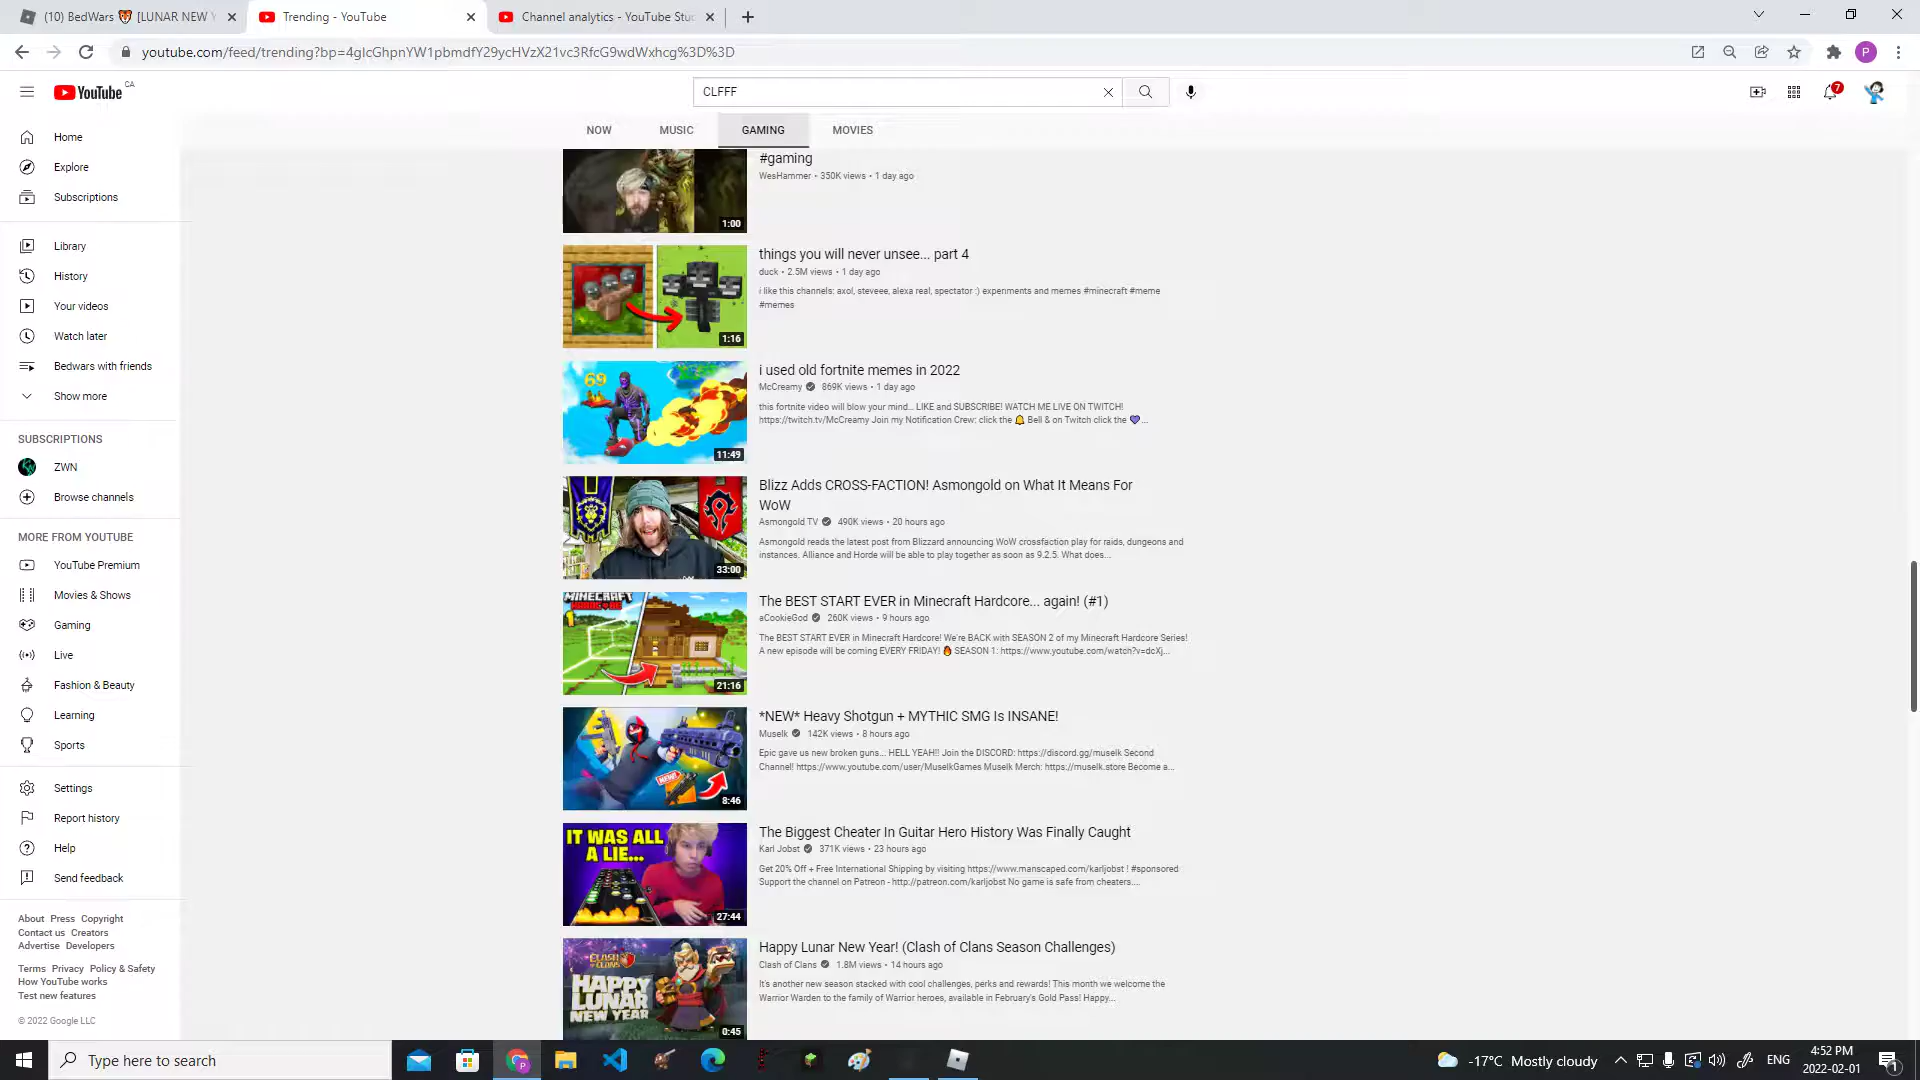 (10) BedWars 🐯 [LUNAR NEW Y
Trending - YouTube
Channel analytics - YouTube Stu
youtube.com/feed/trending?bp=4gIcGhpnYW1pbmdfY29ycHVzX21vc3RfcG9wdWxhcg%3D%3D
P
YouTube CA
CLFFF
7
NOW MUSIC GAMING MOVIES
Home
Explore
Subscriptions
Library
History
Your videos
Watch later
Bedwars with friends
Show more
SUBSCRIPTIONS
ZWN
Browse channels
MORE FROM YOUTUBE
YouTube Premium
Movies & Shows
Gaming
Live
Fashion & Beauty
Learning
Sports
Settings
Report history
Help
Send feedback
About Press Copyright
Contact us Creators
Advertise Developers
Terms Privacy Policy & Safety
How YouTube works
Test new features
© 2022 Google LLC
#gaming
WesHammer • 350K views • 1 day ago
1:00
things you will never unsee... part 4
duck • 2.5M views • 1 day ago
i like this channels: axol, steveee, alexa real, spectator :) experiments and memes #minecraft #meme
#memes
1:16
69
i used old fortnite memes in 2022
McCreamy 869K views • 1 day ago
this fortnite video will blow your mind... LIKE and SUBSCRIBE! WATCH ME LIVE ON TWITCH!
https://twitch.tv/McCreamy Join my Notification Crew: click the 🔔 Bell & on Twitch click the 💜...
11:49
Blizz Adds CROSS-FACTION! Asmongold on What It Means For
WoW
Asmongold TV 490K views • 20 hours ago
Asmongold reads the latest post from Blizzard announcing WoW crossfaction play for raids, dungeons and
instances. Alliance and Horde will be able to play together as soon as 9.2.5. What does...
33:00
MINECRAFT
1
The BEST START EVER in Minecraft Hardcore... again! (#1)
aCookieGod 260K views • 9 hours ago
The BEST START EVER in Minecraft Hardcore! We're BACK with SEASON 2 of my Minecraft Hardcore Series!
A new episode will be coming EVERY FRIDAY! 🔥 SEASON 1: https://www.youtube.com/watch?v=dcXj...
21:16
NEW!
*NEW* Heavy Shotgun + MYTHIC SMG Is INSANE!
Muselk 142K views • 8 hours ago
Epic gave us new broken guns... HELL YEAH!! Join the DISCORD: https://discord.gg/muselk Second
Channel! https://www.youtube.com/user/MuselkGames Muselk Merch: https://muselk.store Become a...
8:46
IT WAS ALL
A LIE...
The Biggest Cheater In Guitar Hero History Was Finally Caught
Karl Jobst 371K views • 23 hours ago
Get 20% Off + Free International Shipping by visiting https://www.manscaped.com/karljobst ! #sponsored
Support the channel on Patreon - http://patreon.com/karljobst No game is safe from cheaters....
27:44
CLASH OF CLANS
HAPPY
LUNAR
NEW YEAR
Happy Lunar New Year! (Clash of Clans Season Challenges)
Clash of Clans 1.8M views • 14 hours ago
It's another new season stacked with cool challenges, perks and rewards! This month we welcome the
Warrior Warden to the family of Warrior heroes, available in February's Gold Pass! Happy...
0:45
Type here to search
-17°C Mostly cloudy
ENG
4:52 PM
2022-02-01
1